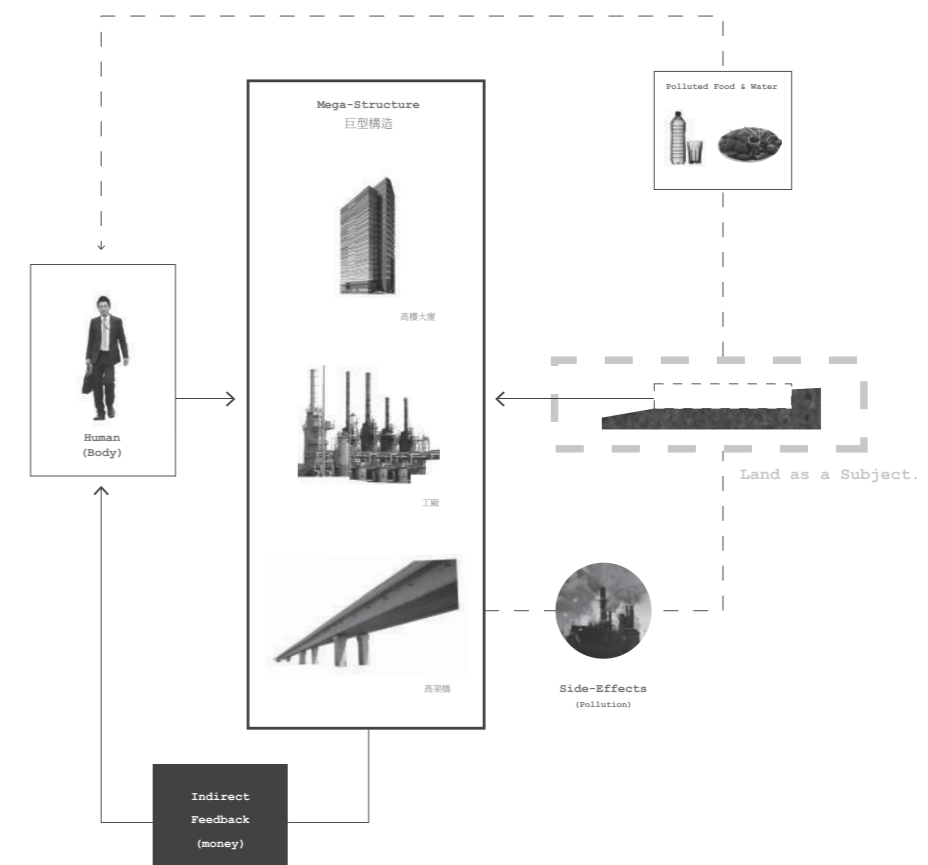 Polluted Food & Water
Mega-Structure
巨型構造
高樓大廈
Human
(Body)
Land as a Subject.
工廠
高架橋
Side-Effects
(Pollution)
Indirect
Feedback
(money)